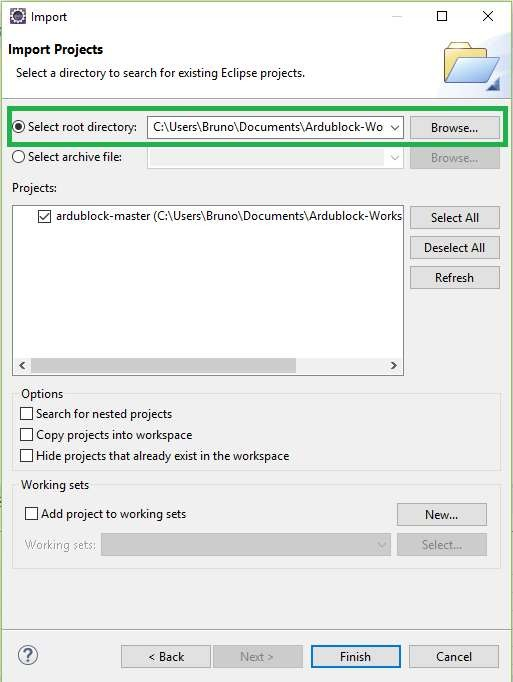 Import
Import Projects
Select a directory to search for existing Eclipse projects.
Select root directory: C:\Users\Bruno\Documents\Ardublock-Wo Browse...
Select archive file: Browse...
Projects:
ardublock-master (C:\Users\Bruno\Documents\Ardublock-Works
Select All
Deselect All
Refresh
Options
Search for nested projects
Copy projects into workspace
Hide projects that already exist in the workspace
Working sets
Add project to working sets New...
Working sets: Select...
? < Back Next > Finish Cancel